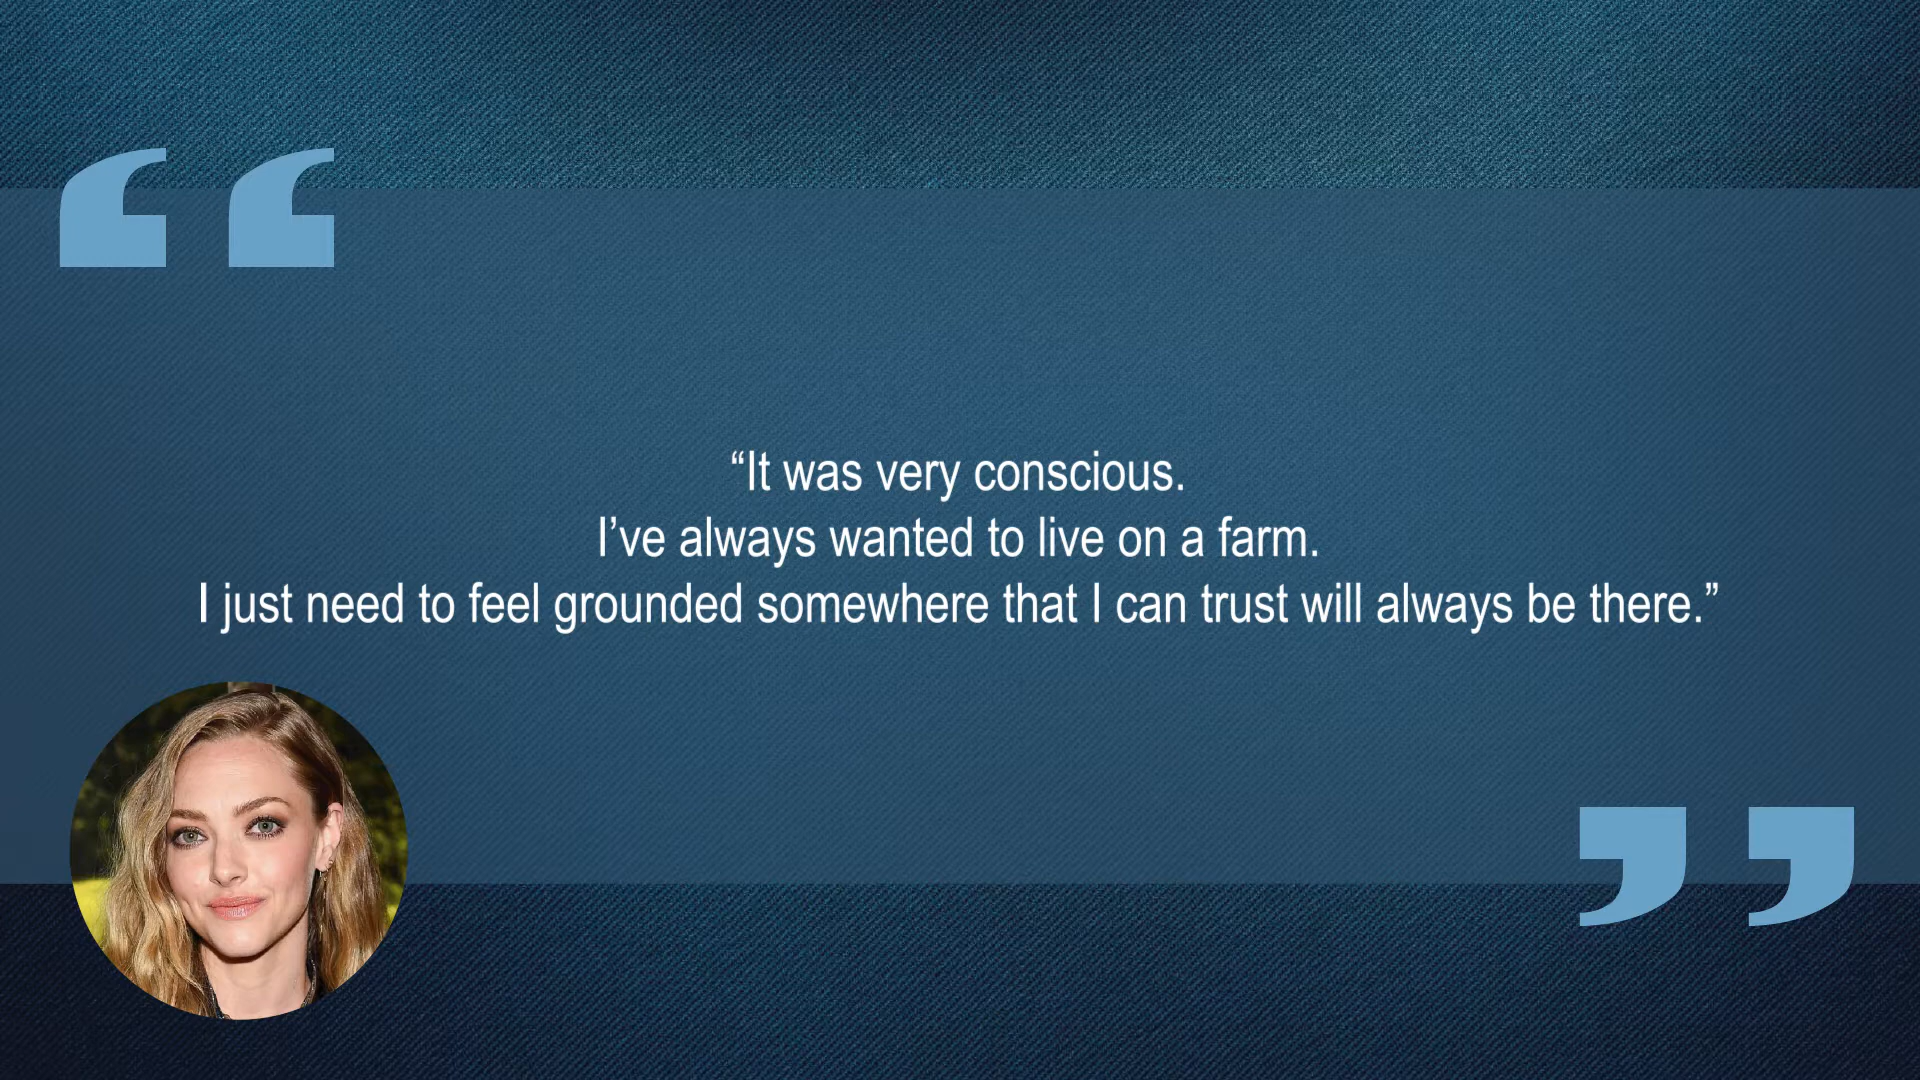 “It was very conscious.
I’ve always wanted to live on a farm.
I just need to feel grounded somewhere that I can trust will always be there.”